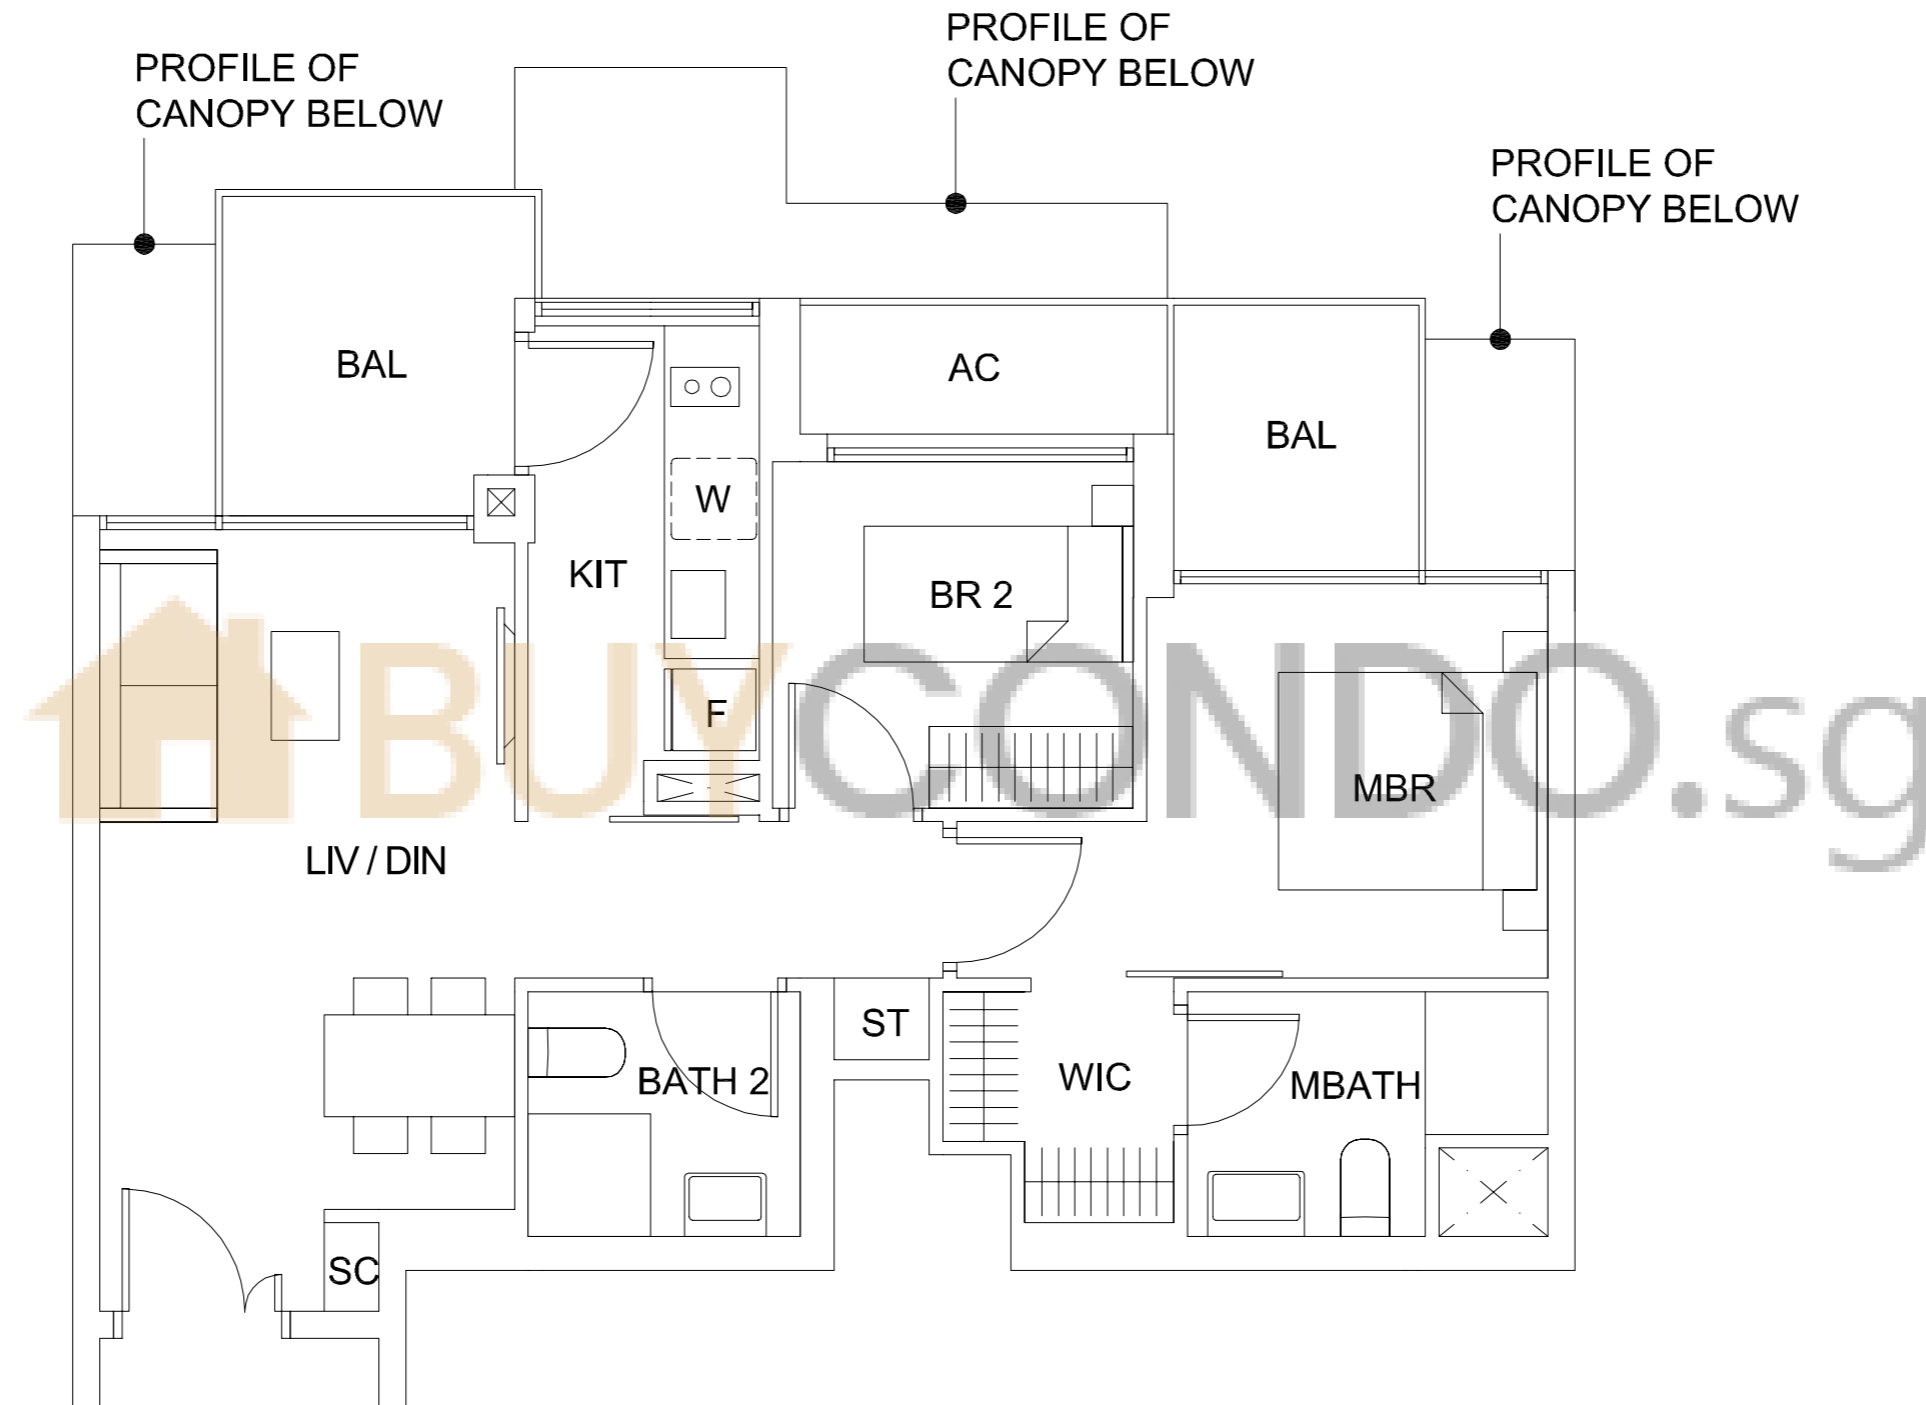 PROFILE OF
CANOPY BELOW
PROFILE OF
CANOPY BELOW
PROFILE OF
CANOPY BELOW
BAL
AC
BAL
W
KIT
BR 2
F
BUYCONDO.sg
MBR
LIV / DIN
ST
BATH 2
WIC
MBATH
SC